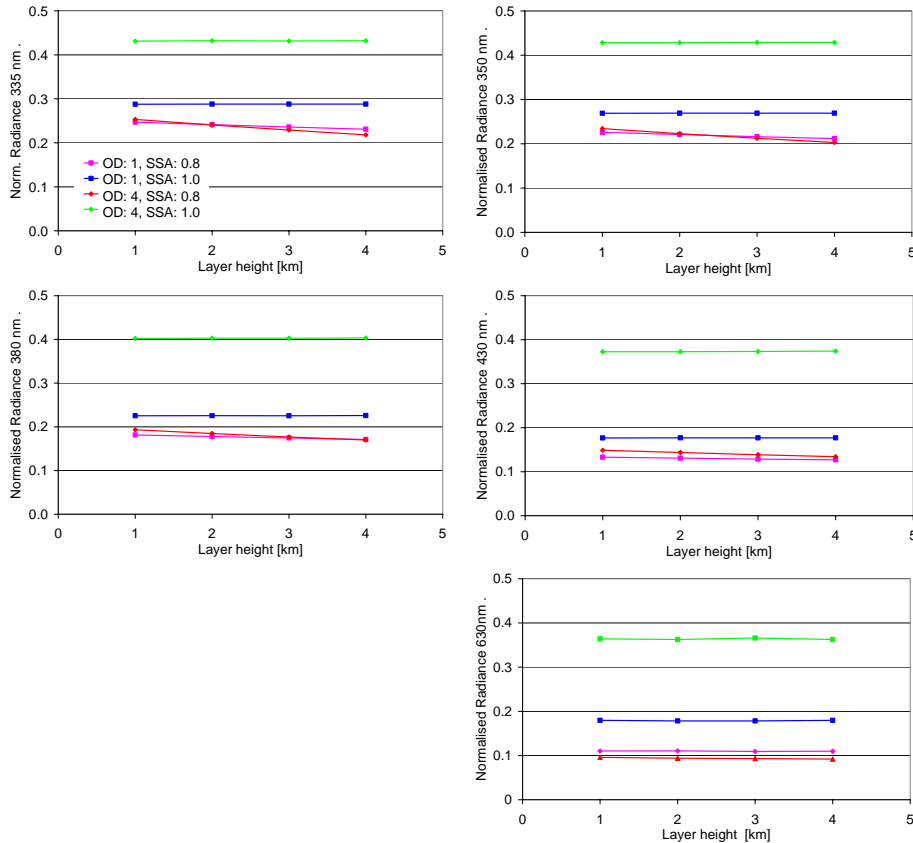 Norm. Radiance 335 nm .
0.5
0.4
0.3
0.2
0.1
0.0
OD: 1, SSA: 0.8
OD: 1, SSA: 1.0
OD: 4, SSA: 0.8
OD: 4, SSA: 1.0
0 1 2 3 4 5
Layer height [km]
Normalised Radiance 350 nm .
0.5
0.4
0.3
0.2
0.1
0.0
0 1 2 3 4 5
Layer height [km]
Normalised Radiance 380 nm .
0.5
0.4
0.3
0.2
0.1
0.0
0 1 2 3 4 5
Layer height [km]
Normalised Radiance 430 nm .
0.5
0.4
0.3
0.2
0.1
0.0
0 1 2 3 4 5
Layer height [km]
Normalised Radiance 630nm .
0.5
0.4
0.3
0.2
0.1
0
0 1 2 3 4 5
Layer height [km]